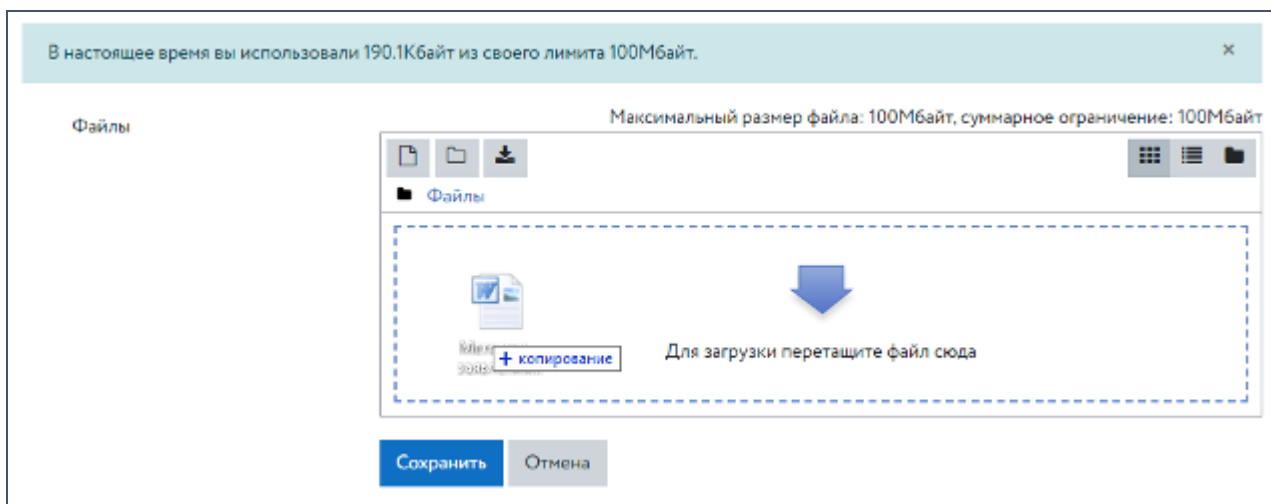 В настоящее время вы использовали 190.1Кбайт из своего лимита 100Мбайт.
Файлы
Максимальный размер файла: 100Мбайт, суммарное ограничение: 100Мбайт
Файлы
+ копирование
Для загрузки перетащите файл сюда
Сохранить
Отмена